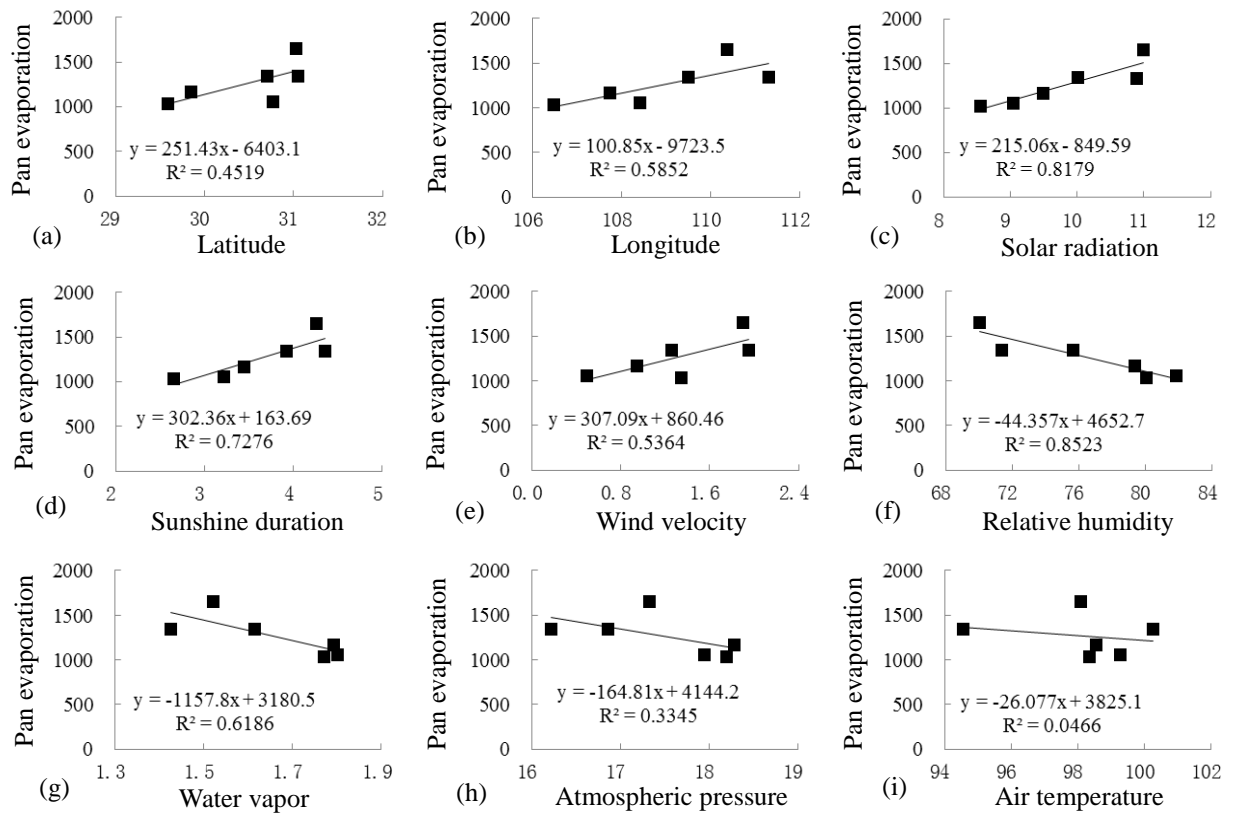 2000
1500
1000
500
0
Pan evaporation
y = 251.43x - 6403.1
R² = 0.4519
29 30 31 32
(a) Latitude
2000
1500
1000
500
0
Pan evaporation
y = 100.85x - 9723.5
R² = 0.5852
106 108 110 112
(b) Longitude
2000
1500
1000
500
0
Pan evaporation
y = 215.06x - 849.59
R² = 0.8179
8 9 10 11 12
(c) Solar radiation
2000
1500
1000
500
0
Pan evaporation
y = 302.36x + 163.69
R² = 0.7276
2 3 4 5
(d) Sunshine duration
2000
1500
1000
500
0
Pan evaporation
y = 307.09x + 860.46
R² = 0.5364
0.0 0.8 1.6 2.4
(e) Wind velocity
2000
1500
1000
500
0
Pan evaporation
y = -44.357x + 4652.7
R² = 0.8523
68 72 76 80 84
(f) Relative humidity
2000
1500
1000
500
0
Pan evaporation
y = -1157.8x + 3180.5
R² = 0.6186
1.3 1.5 1.7 1.9
(g) Water vapor
2000
1500
1000
500
0
Pan evaporation
y = -164.81x + 4144.2
R² = 0.3345
16 17 18 19
(h) Atmospheric pressure
2000
1500
1000
500
0
Pan evaporation
y = -26.077x + 3825.1
R² = 0.0466
94 96 98 100 102
(i) Air temperature